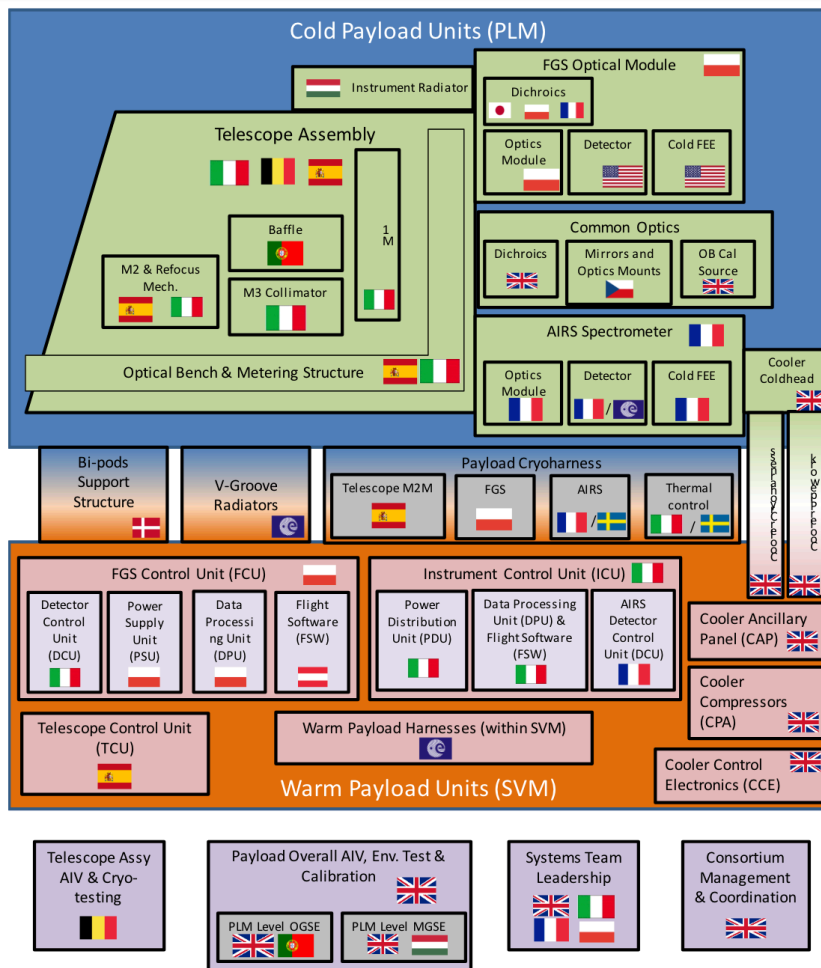 Cold Payload Units (PLM)
FGS Optical Module
Instrument Radiator
Dichroics
Telescope Assembly
Optics
Module
Detector
Cold FEE
1M
Baffle
Common Optics
Dichroics
Mirrors and
Optics Mounts
OB Cal
Source
M2 & Refocus
Mech.
M3 Collimator
AIRS Spectrometer
Optical Bench & Metering Structure
Optics
Module
Detector
/
Cold FEE
Cooler
Coldhead
Bi-pods
Support
Structure
V-Groove
Radiators
Payload Cryoharness
Telescope M2M
FGS
AIRS
/
Thermal
control
/
FGS Control Unit (FCU)
Detector
Control
Unit
(DCU)
Power
Supply
Unit
(PSU)
Data
Processi
ng Unit
(DPU)
Flight
Software
(FSW)
Instrument Control Unit (ICU)
Power
Distribution
Unit (PDU)
Data Processing
Unit (DPU) &
Flight Software
(FSW)
AIRS
Detector
Control
Unit (DCU)
Cooler Ancillary
Panel (CAP)
Cooler
Compressors
(CPA)
Telescope Control Unit
(TCU)
Warm Payload Harnesses (within SVM)
Cooler Control
Electronics (CCE)
Warm Payload Units (SVM)
Telescope Assy
AIV & Cryo-
testing
Payload Overall AIV, Env. Test &
Calibration
PLM Level OGSE
PLM Level MGSE
Systems Team
Leadership
Consortium
Management
& Coordination